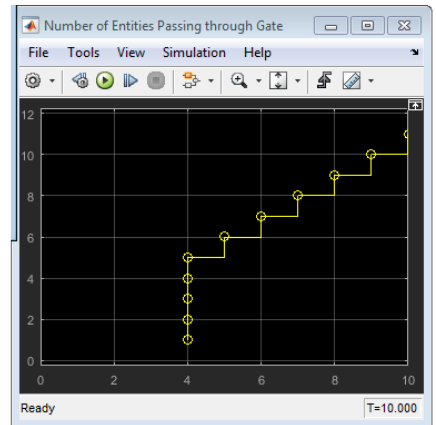 Number of Entities Passing through Gate
File Tools View Simulation Help
12
10
8
6
4
2
0
0 2 4 6 8 10
Ready T=10.000